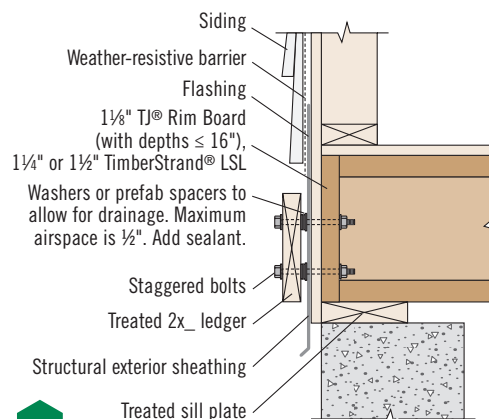 Siding
Weather-resistive barrier
Flashing
1⅛" TJ® Rim Board
(with depths ≤ 16"),
1¼" or 1½" TimberStrand® LSL
Washers or prefab spacers to
allow for drainage. Maximum
airspace is ½". Add sealant.
Staggered bolts
Treated 2x_ ledger
Structural exterior sheathing
Treated sill plate